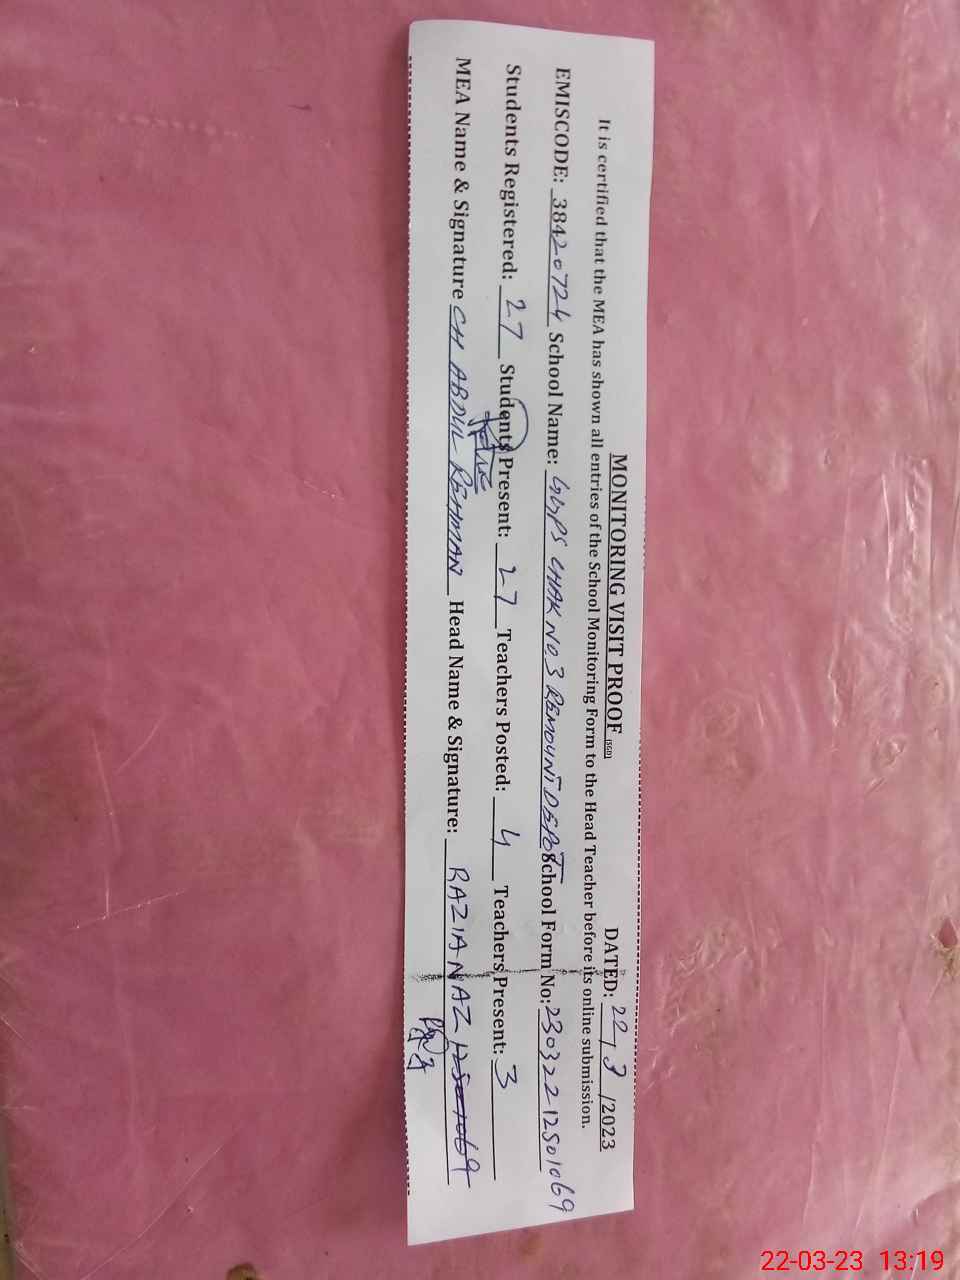 MONITORING VISIT PROOF (SGD) DATED: 22/3/2023
It is certified that the MEA has shown all entries of the School Monitoring Form to the Head Teacher before its online submission.
EMISCODE: 38420724 School Name: GGPS CHAK NO.3 REMOUNT DEPOT School Form No: 23032212501069
Students Registered: 27 Students Present: 27 Teachers Posted: 4 Teachers Present: 3
MEA Name & Signature CH ABDUL REHMAN Head Name & Signature: RAZIA NAZ 12501069
22-03-23 13:19